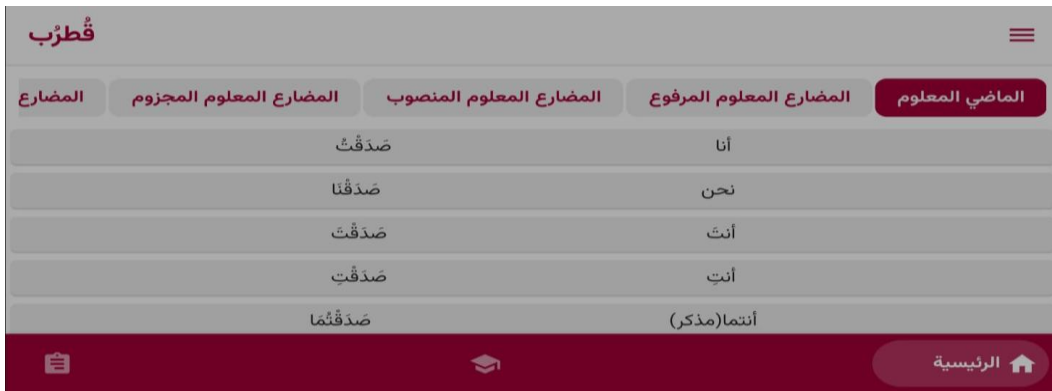 قُطرُب
الماضي المعلوم المضارع المعلوم المرفوع المضارع المعلوم المنصوب المضارع المعلوم المجزوم المضارع
أنا صَدَقْتُ
نحن صَدَقْنَا
أنتَ صَدَقْتَ
أنتِ صَدَقْتِ
أنتما(مذكر) صَدَقْتُمَا
الرئيسية